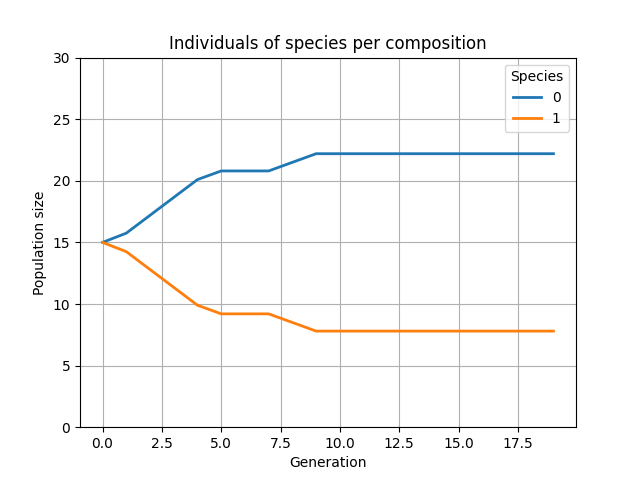 Individuals of species per composition
Species
0
1
30
25
20
15
10
5
0
Population size
0.0 2.5 5.0 7.5 10.0 12.5 15.0 17.5
Generation